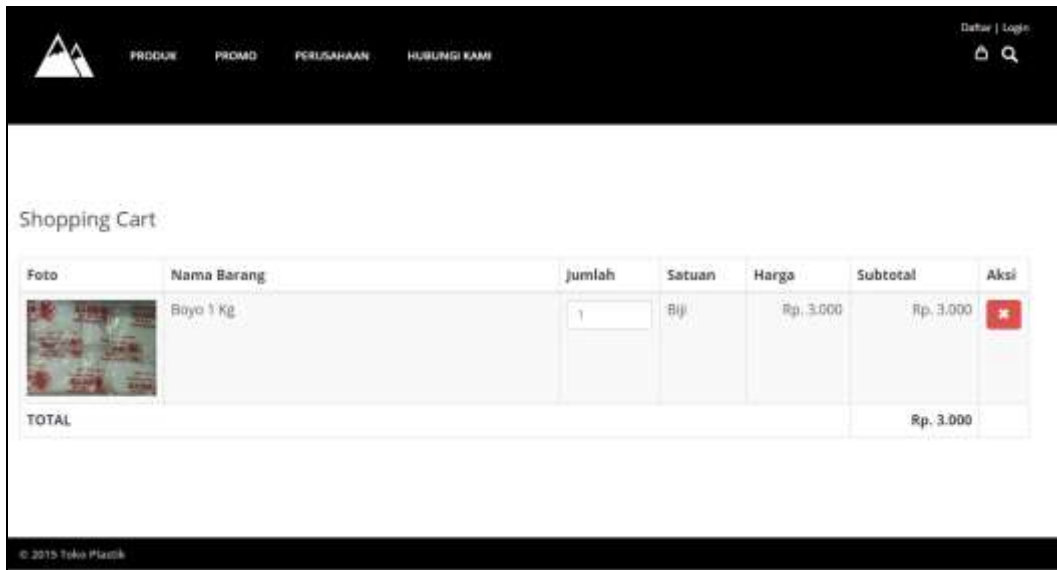 Daftar | Login
PRODUK PROMO PERUSAHAAN HUBUNGI KAMI
Shopping Cart
Foto Nama Barang Jumlah Satuan Harga Subtotal Aksi
Boyo 1 Kg 1 Biji Rp. 3.000 Rp. 3.000
TOTAL Rp. 3.000
© 2015 Toko Plastik